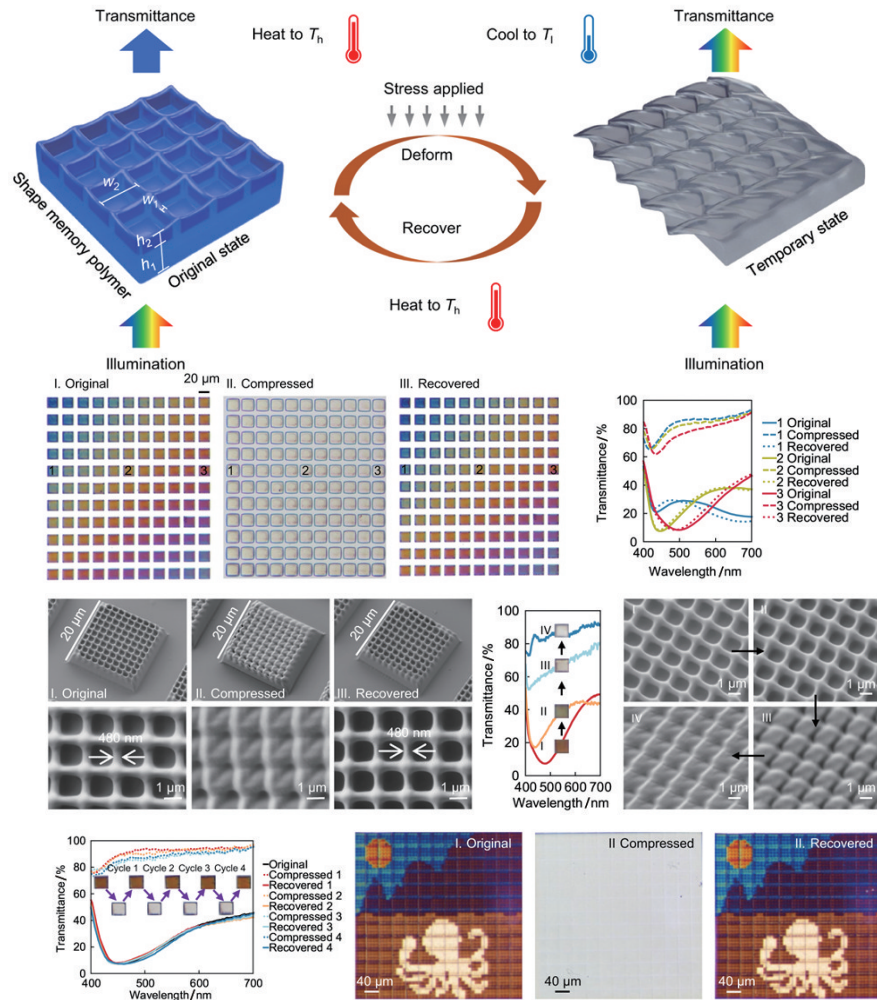 Transmittance
Heat to Th
Cool to Tl
Transmittance
Stress applied
Deform
Recover
w2
w1
h2
h1
Shape memory polymer
Original state
Temporary state
Heat to Th
Illumination
Illumination
I. Original
20 µm
II. Compressed
III. Recovered
1 2 3
1 2 3
1 2 3
Transmittance/%
100
80
60
40
20
0
400 500 600 700
Wavelength/nm
1 Original
1 Compressed
1 Recovered
2 Original
2 Compressed
2 Recovered
3 Original
3 Compressed
3 Recovered
20 µm
I. Original
20 µm
II. Compressed
20 µm
III. Recovered
480 nm
1 µm
1 µm
480 nm
1 µm
Transmittance/%
100
80
60
40
20
0
IV
III
II
I
400 500 600 700
Wavelength/nm
I
1 µm
II
1 µm
IV
1 µm
III
1 µm
Transmittance/%
100
80
60
40
20
0
Cycle 1 Cycle 2 Cycle 3 Cycle 4
400 500 600 700
Wavelength/nm
Original
Compressed 1
Recovered 1
Compressed 2
Recovered 2
Compressed 3
Recovered 3
Compressed 4
Recovered 4
I. Original
40 µm
II Compressed
40 µm
II. Recovered
40 µm